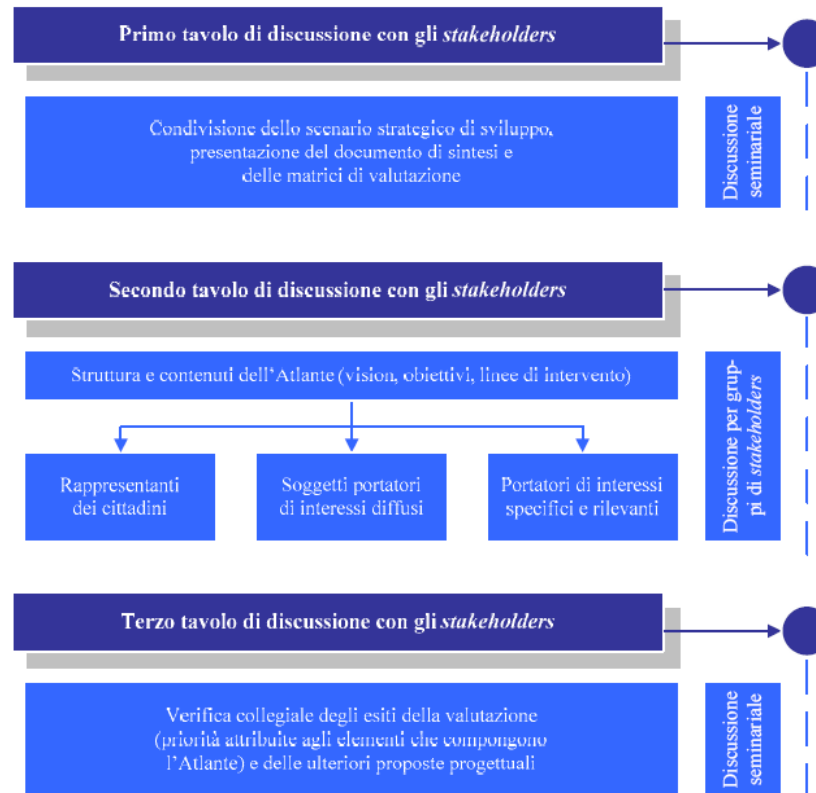 Primo tavolo di discussione con gli stakeholders
Condivisione dello scenario strategico di sviluppo,
presentazione del documento di sintesi e
delle matrici di valutazione
Discussione
seminariale
Secondo tavolo di discussione con gli stakeholders
Struttura e contenuti dell'Atlante (vision, obiettivi, linee di intervento)
Rappresentanti
dei cittadini
Soggetti portatori
di interessi diffusi
Portatori di interessi
specifici e rilevanti
Discussione per grup-
pi di stakeholders
Terzo tavolo di discussione con gli stakeholders
Verifica collegiale degli esiti della valutazione
(priorità attribuite agli elementi che compongono
l'Atlante) e delle ulteriori proposte progettuali
Discussione
seminariale